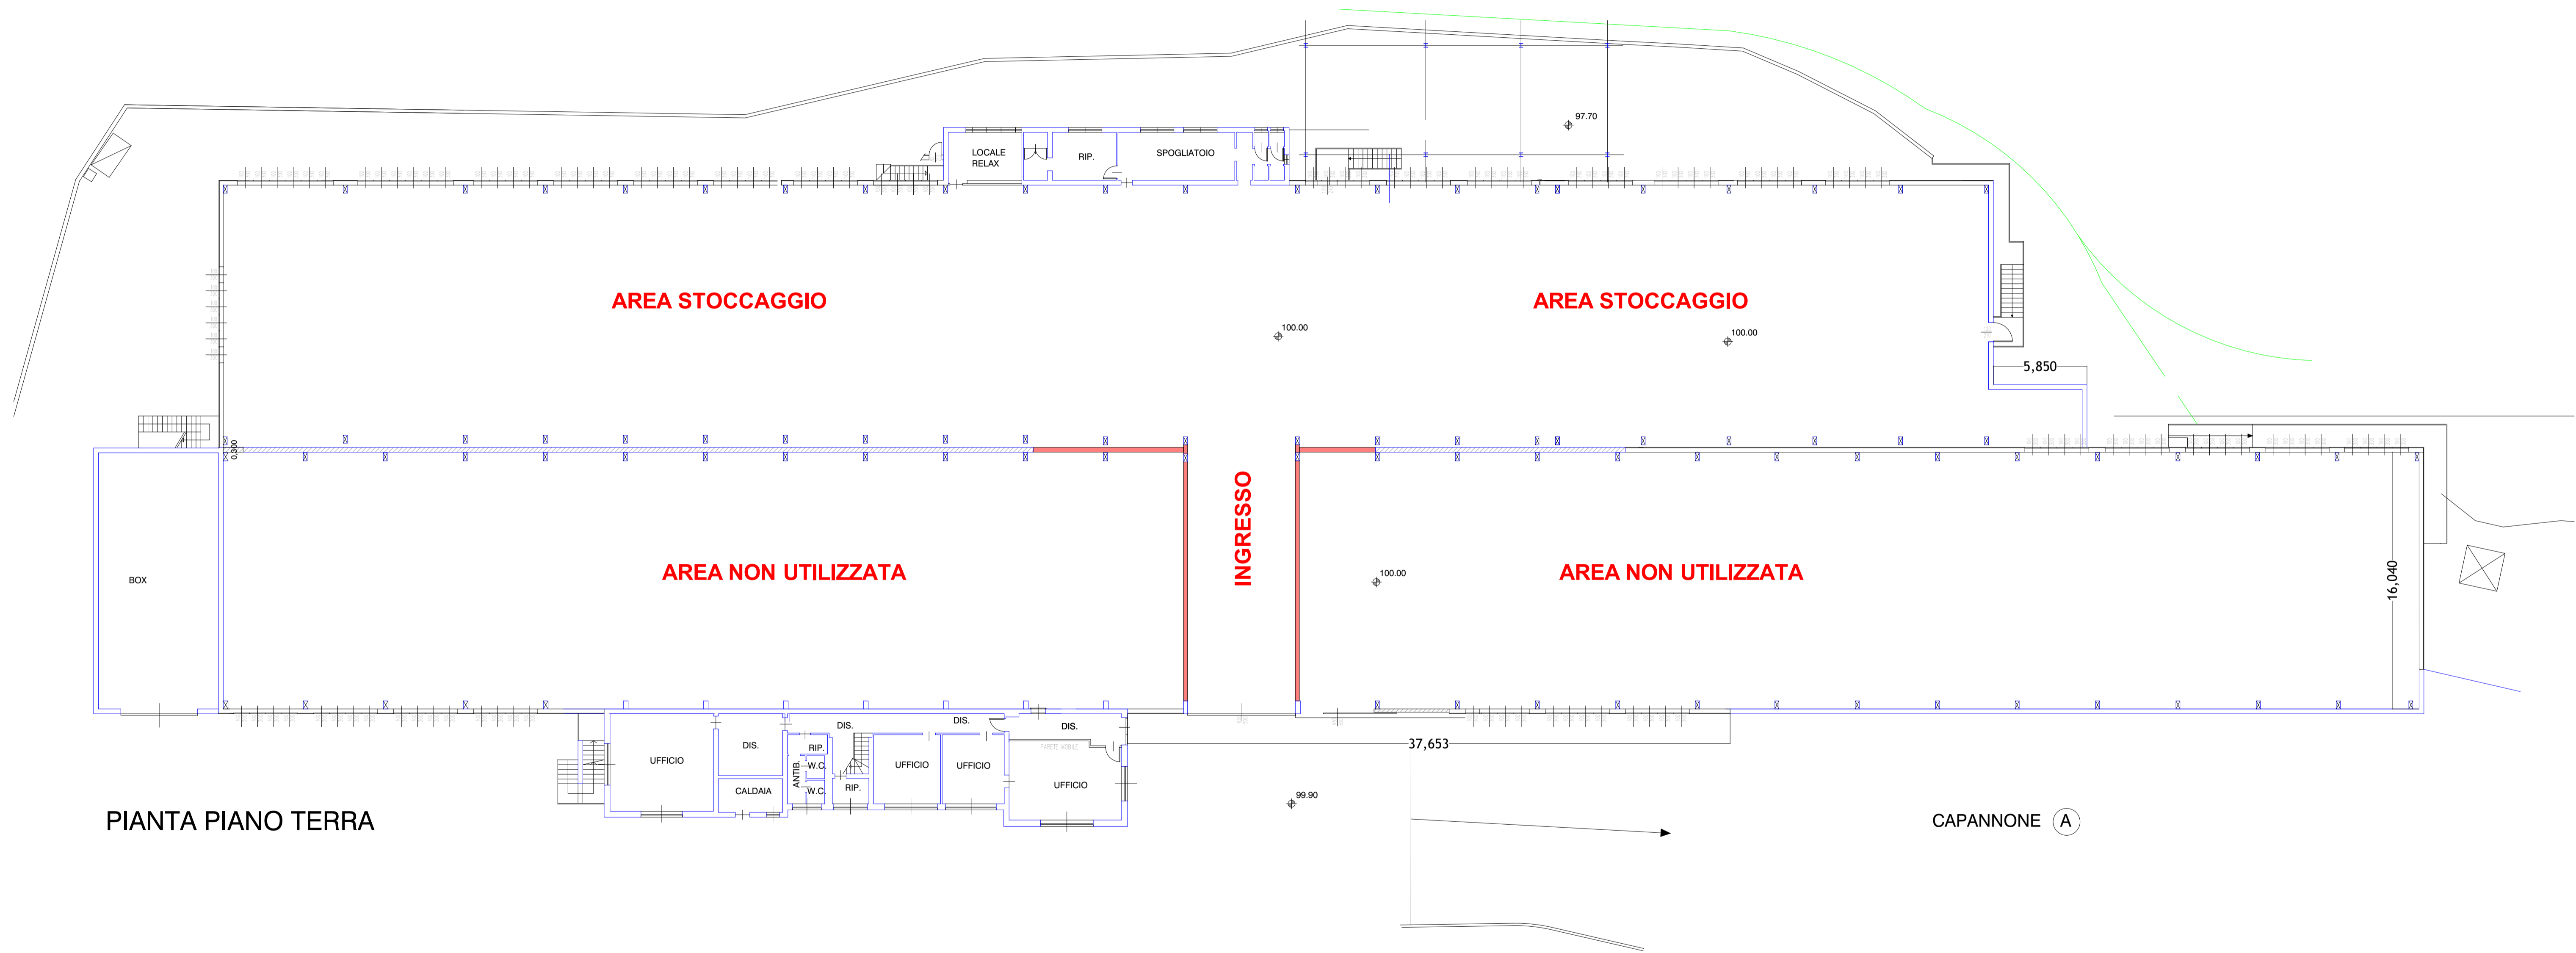 97.70
LOCALE
RELAX
RIP.
SPOGLIATOIO
AREA STOCCAGGIO
AREA STOCCAGGIO
100.00
100.00
5,850
0,300
INGRESSO
AREA NON UTILIZZATA
100.00
AREA NON UTILIZZATA
16,040
BOX
DIS.
DIS.
DIS.
DIS.
RIP.
PARETE MOBILE
37,653
UFFICIO
ANTIB.
W.C.
UFFICIO
UFFICIO
UFFICIO
CALDAIA
W.C.
RIP.
99.90
PIANTA PIANO TERRA
CAPANNONE A